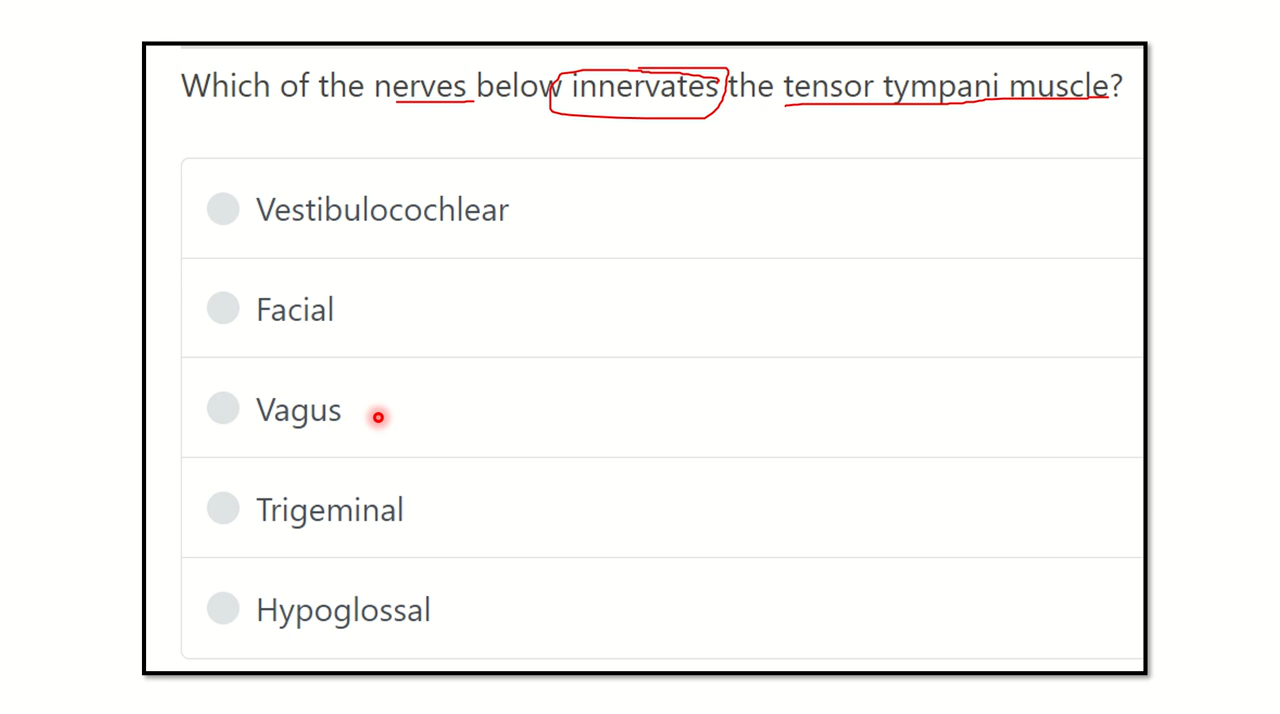 Which of the nerves below innervates the tensor tympani muscle?
Vestibulocochlear
Facial
Vagus
Trigeminal
Hypoglossal